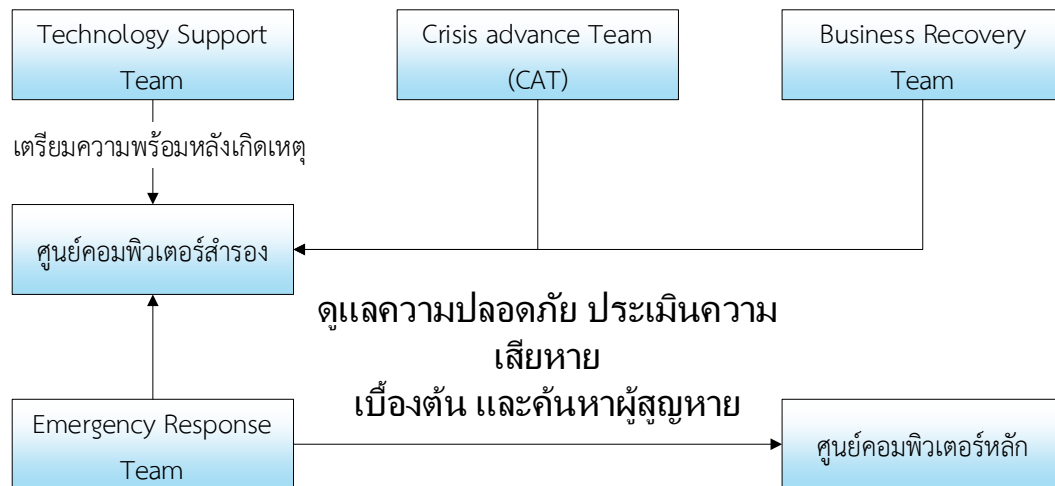 Technology Support
Team
Crisis advance Team
(CAT)
Business Recovery
Team
เตรียมความพร้อมหลังเกิดเหตุ
ศูนย์คอมพิวเตอร์สำรอง
ดูแลความปลอดภัย ประเมินความ
เสียหาย
เบื้องต้น และค้นหาผู้สูญหาย
Emergency Response
Team
ศูนย์คอมพิวเตอร์หลัก